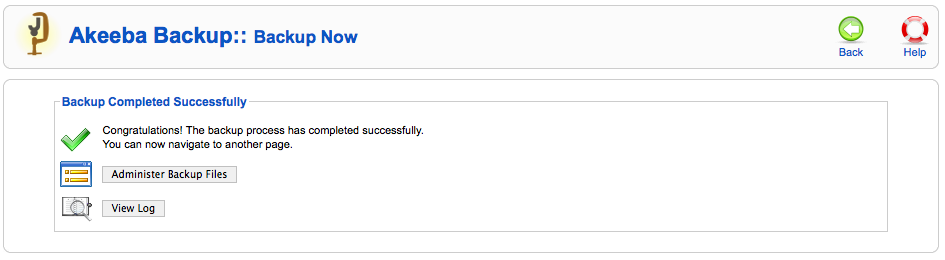 Akeeba Backup:: Backup Now
Back
Help
Backup Completed Successfully
Congratulations! The backup process has completed successfully.
You can now navigate to another page.
Administer Backup Files
View Log